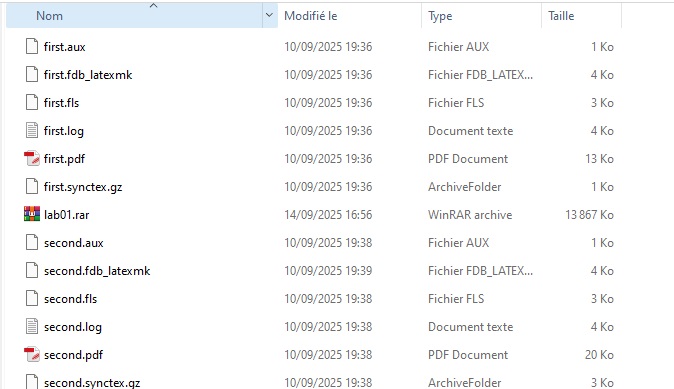 Nom Modifié le Type Taille
first.aux 10/09/2025 19:36 Fichier AUX 1 Ko
first.fdb_latexmk 10/09/2025 19:36 Fichier FDB_LATEX... 4 Ko
first.fls 10/09/2025 19:36 Fichier FLS 3 Ko
first.log 10/09/2025 19:36 Document texte 4 Ko
first.pdf 10/09/2025 19:36 PDF Document 13 Ko
first.synctex.gz 10/09/2025 19:36 ArchiveFolder 1 Ko
lab01.rar 14/09/2025 16:56 WinRAR archive 13 867 Ko
second.aux 10/09/2025 19:38 Fichier AUX 1 Ko
second.fdb_latexmk 10/09/2025 19:39 Fichier FDB_LATEX... 4 Ko
second.fls 10/09/2025 19:38 Fichier FLS 3 Ko
second.log 10/09/2025 19:38 Document texte 4 Ko
second.pdf 10/09/2025 19:38 PDF Document 20 Ko
second.synctex.gz 10/09/2025 19:38 ArchiveFolder 3 Ko